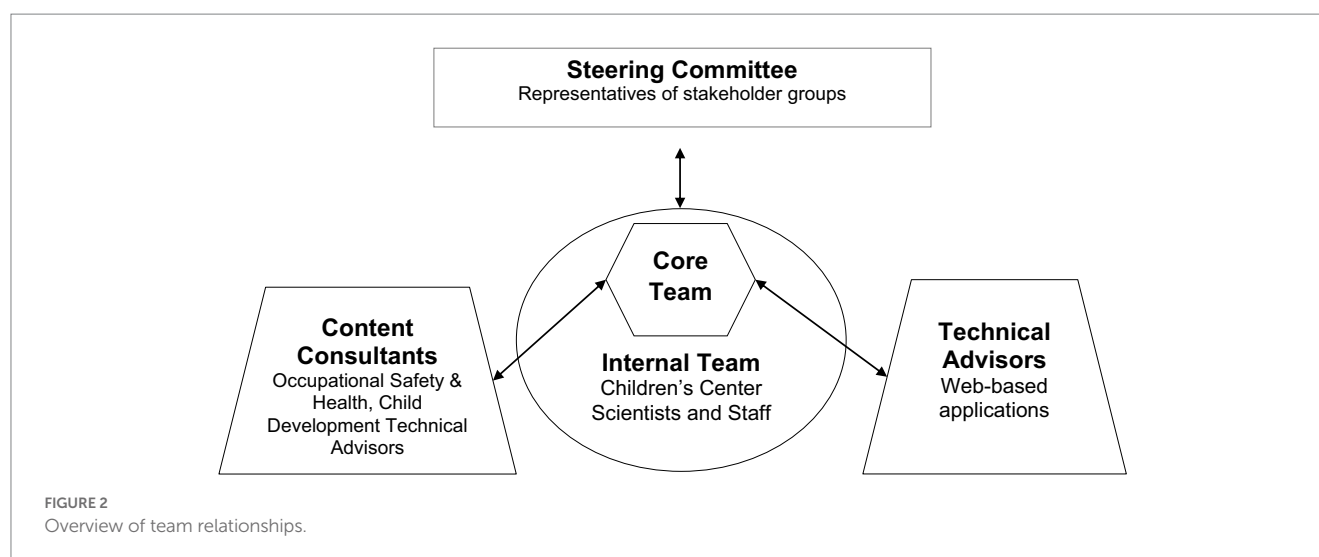 Steering Committee
Representatives of stakeholder groups
Core
Team
Content
Consultants
Occupational Safety &
Health, Child
Development Technical
Advisors
Internal Team
Children's Center
Scientists and Staff
Technical
Advisors
Web-based
applications
FIGURE 2
Overview of team relationships.